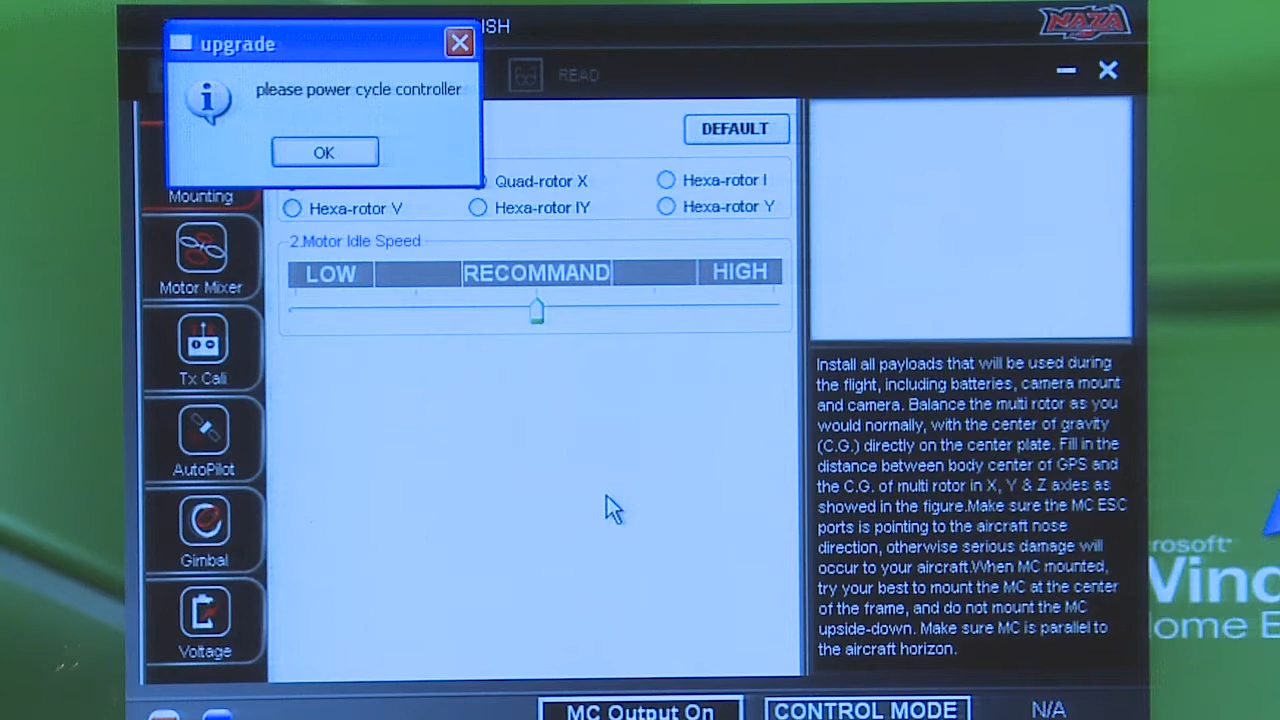 ISH
NAZA
upgrade
please power cycle controller
OK
READ
DEFAULT
Quad-rotor X
Hexa-rotor I
Hexa-rotor V
Hexa-rotor IY
Hexa-rotor Y
2.Motor Idle Speed
LOW
RECOMMAND
HIGH
Mounting
Motor Mixer
Tx Cali
AutoPilot
Gimbal
Voltage
Install all payloads that will be used during
the flight, including batteries, camera mount
and camera. Balance the multi rotor as you
would normally, with the center of gravity
(C.G.) directly on the center plate. Fill in the
distance between body center of GPS and
the C.G. of multi rotor in X, Y & Z axles as
showed in the figure.Make sure the MC ESC
ports is pointing to the aircraft nose
direction, otherwise serious damage will
occur to your aircraft.When MC mounted,
try your best to mount the MC at the center
of the frame, and do not mount the MC
upside-down. Make sure MC is parallel to
the aircraft horizon.
rosoft
Wind
ome E
MC Output On
CONTROL MODE
N/A